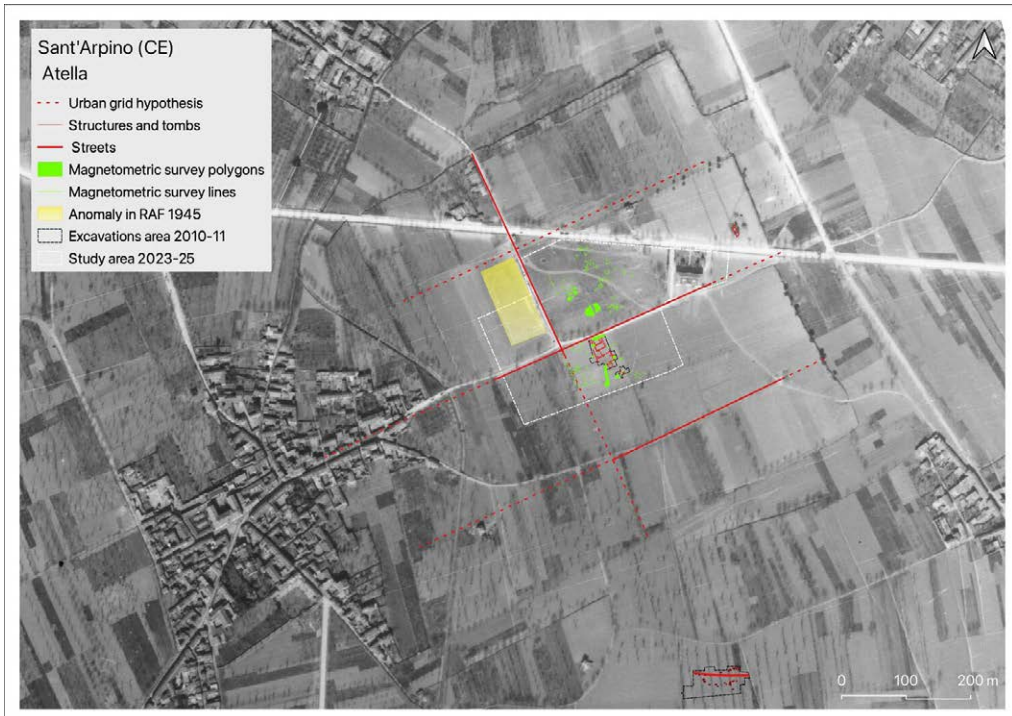 Sant'Arpino (CE)
Atella
Urban grid hypothesis
Structures and tombs
Streets
Magnetometric survey polygons
Magnetometric survey lines
Anomaly in RAF 1945
Excavations area 2010-11
Study area 2023-25
0 100 200 m